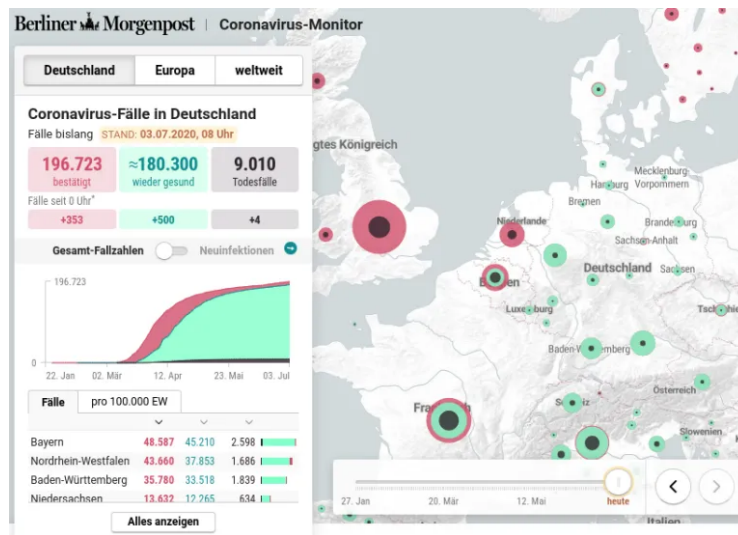 Berliner Morgenpost | Coronavirus-Monitor
Deutschland Europa weltweit
Coronavirus-Fälle in Deutschland
Fälle bislang STAND: 03.07.2020, 08 Uhr
196.723 ≈180.300 9.010
bestätigt wieder gesund Todesfälle
Fälle seit 0 Uhr*
+353 +500 +4
Gesamt-Fallzahlen Neuinfektionen
196.723
0
22. Jan 02. Mär 12. Apr 23. Mai 03. Jul
Fälle pro 100.000 EW
Bayern 48.587 45.210 2.598
Nordrhein-Westfalen 43.660 37.853 1.686
Baden-Württemberg 35.780 33.518 1.839
Niedersachsen 13.632 12.265 634
Alles anzeigen
gtes Königreich
Mecklenburg-
Hamburg Vorpommern
Bremen
Niederlande
Brandenburg
Sachsen-Anhalt
Deutschland Sachsen
Luxemburg
Baden-Württemberg
Österreich
Slowenien
27. Jan 20. Mär 12. Mai heute
Italien